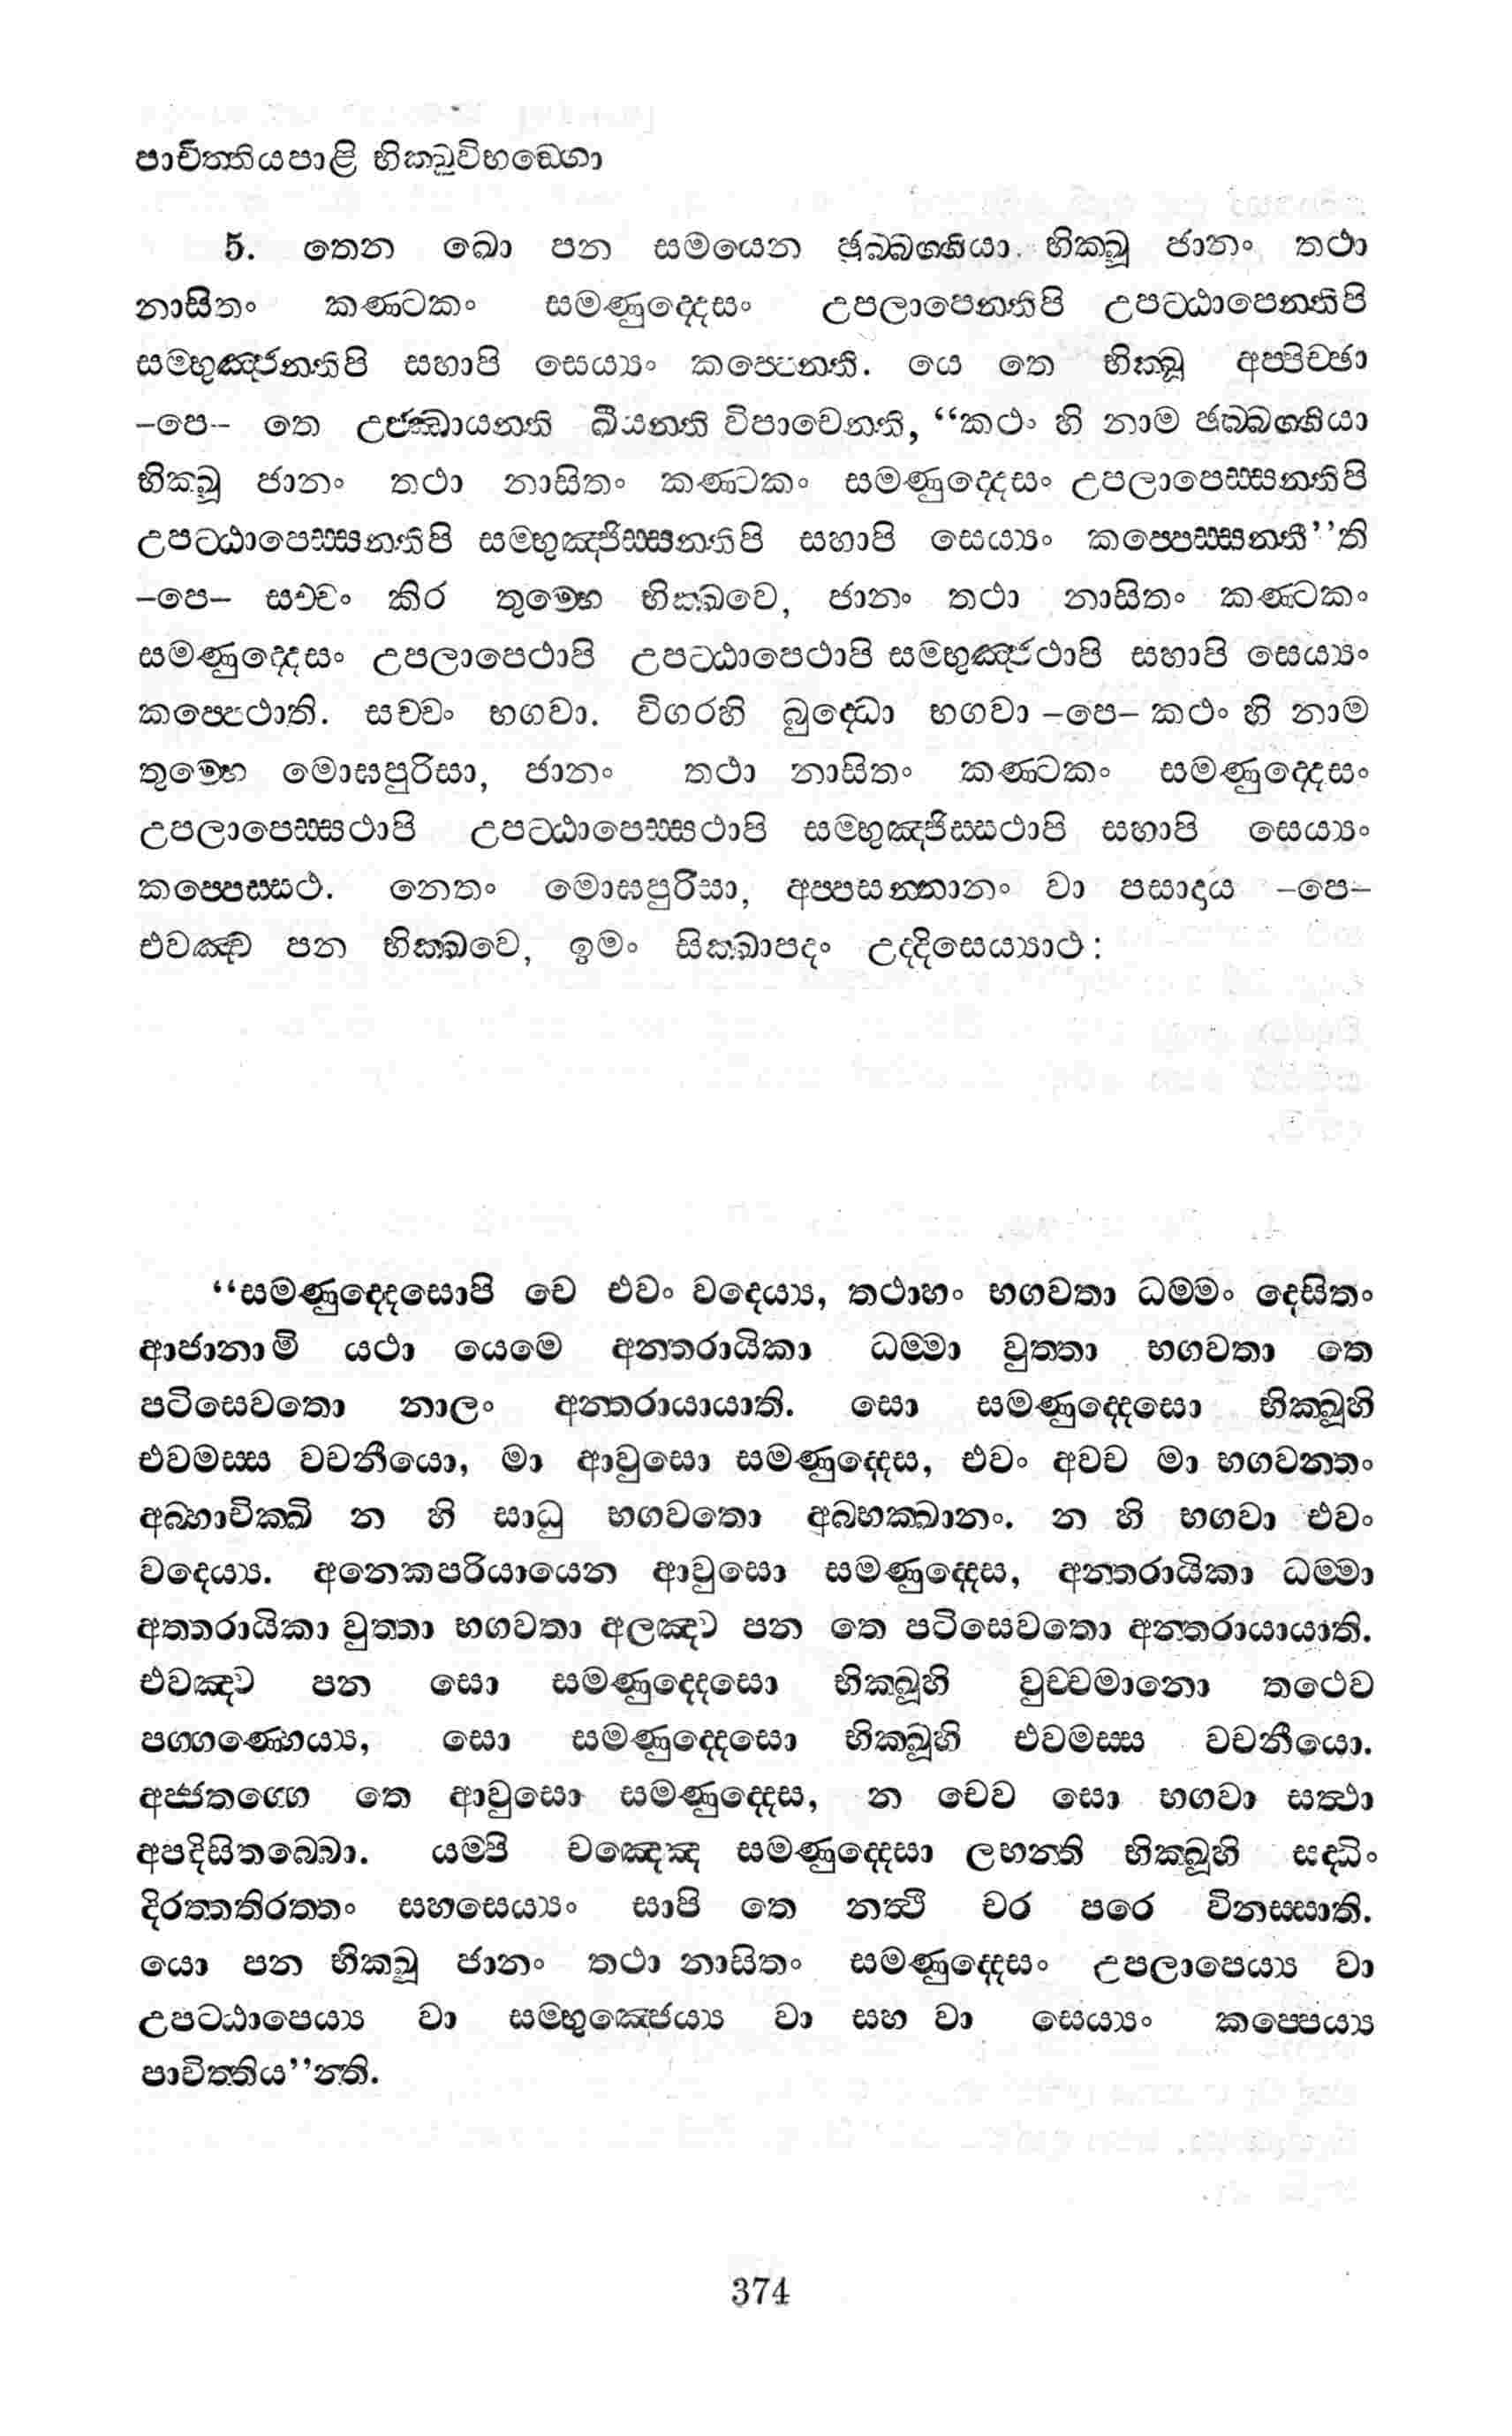 පාචිත්තියපාළි භික්ඛුවිභඞ්ගො
5. තෙන ඛො පන සමයෙන ඡබ්බග්ගියා භික්ඛූ ජානං තථා
නාසිතං කණ්ටකං සමණුද්දෙසං උපලාපෙන්තිපි උපට්ඨාපෙන්තිපි
සම්භුඤ්ජන්තිපි සහාපි සෙය්‍යං කප්පෙන්ති. යෙ තෙ භික්ඛූ අප්පිච්ඡා
–පෙ– තෙ උජ්ඣායන්ති ඛීයන්ති විපාචෙන්ති, “කථං හි නාම ඡබ්බග්ගියා
භික්ඛූ ජානං තථා නාසිතං කණ්ටකං සමණුද්දෙසං උපලාපෙස්සන්තිපි
උපට්ඨාපෙස්සන්තිපි සම්භුඤ්ජිස්සන්තිපි සහාපි සෙය්‍යං කප්පෙස්සන්තී’’ති
–පෙ– සච්චං කිර තුම්හෙ භික්ඛවෙ, ජානං තථා නාසිතං කණ්ටකං
සමණුද්දෙසං උපලාපෙථාපි උපට්ඨාපෙථාපි සම්භුඤ්ජථාපි සහාපි සෙය්‍යං
කප්පෙථාති. සච්චං භගවා. විගරහි බුද්ධො භගවා –පෙ– කථං හි නාම
තුම්හෙ මොඝපුරිසා, ජානං තථා නාසිතං කණ්ටකං සමණුද්දෙසං
උපලාපෙස්සථාපි උපට්ඨාපෙස්සථාපි සම්භුඤ්ජිස්සථාපි සහාපි සෙය්‍යං
කප්පෙස්සථ. නෙතං මොඝපුරිසා, අප්පසන්නානං වා පසාදාය –පෙ–
එවඤ්ච පන භික්ඛවෙ, ඉමං සික්ඛාපදං උද්දිසෙය්‍යාථ:
“සමණුද්දෙසොපි චෙ එවං වදෙය්‍ය, තථාහං භගවතා ධම්මං දෙසිතං
ආජානාමි යථා යෙමෙ අන්තරායිකා ධම්මා වුත්තා භගවතා තෙ
පටිසෙවතො නාලං අන්තරායායාති. සො සමණුද්දෙසො භික්ඛූහි
එවමස්ස වචනීයො, මා ආවුසො සමණුද්දෙස, එවං අවච මා භගවන්තං
අබ්භාචික්ඛි න හි සාධු භගවතො අබ්භක්ඛානං. න හි භගවා එවං
වදෙය්‍ය. අනෙකපරියායෙන ආවුසො සමණුද්දෙස, අන්තරායිකා ධම්මා
අත්තරායිකා වුත්තා භගවතා අලඤ්ච පන තෙ පටිසෙවතො අන්තරායායාති.
එවඤ්ච පන සො සමණුද්දෙසො භික්ඛූහි වුච්චමානො තථෙව
පග්ගණ්හෙය්‍ය, සො සමණුද්දෙසො භික්ඛූහි එවමස්ස වචනීයො.
අජ්ජතග්ගෙ තෙ ආවුසො සමණුද්දෙස, න චෙව සො භගවා සත්ථා
අපදිසිතබ්බො. යම්පි චඤ්ඤෙ සමණුද්දෙසා ලභන්ති භික්ඛූහි සද්ධිං
දිරත්තතිරත්තං සහසෙය්‍යං සාපි තෙ නත්ථි චර පරෙ විනස්සාති.
යො පන භික්ඛූ ජානං තථා නාසිතං සමණුද්දෙසං උපලාපෙය්‍ය වා
උපට්ඨාපෙය්‍ය වා සම්භුඤ්ජෙය්‍ය වා සහ වා සෙය්‍යං කප්පෙය්‍ය
පාචිත්තිය’’න්ති.
374